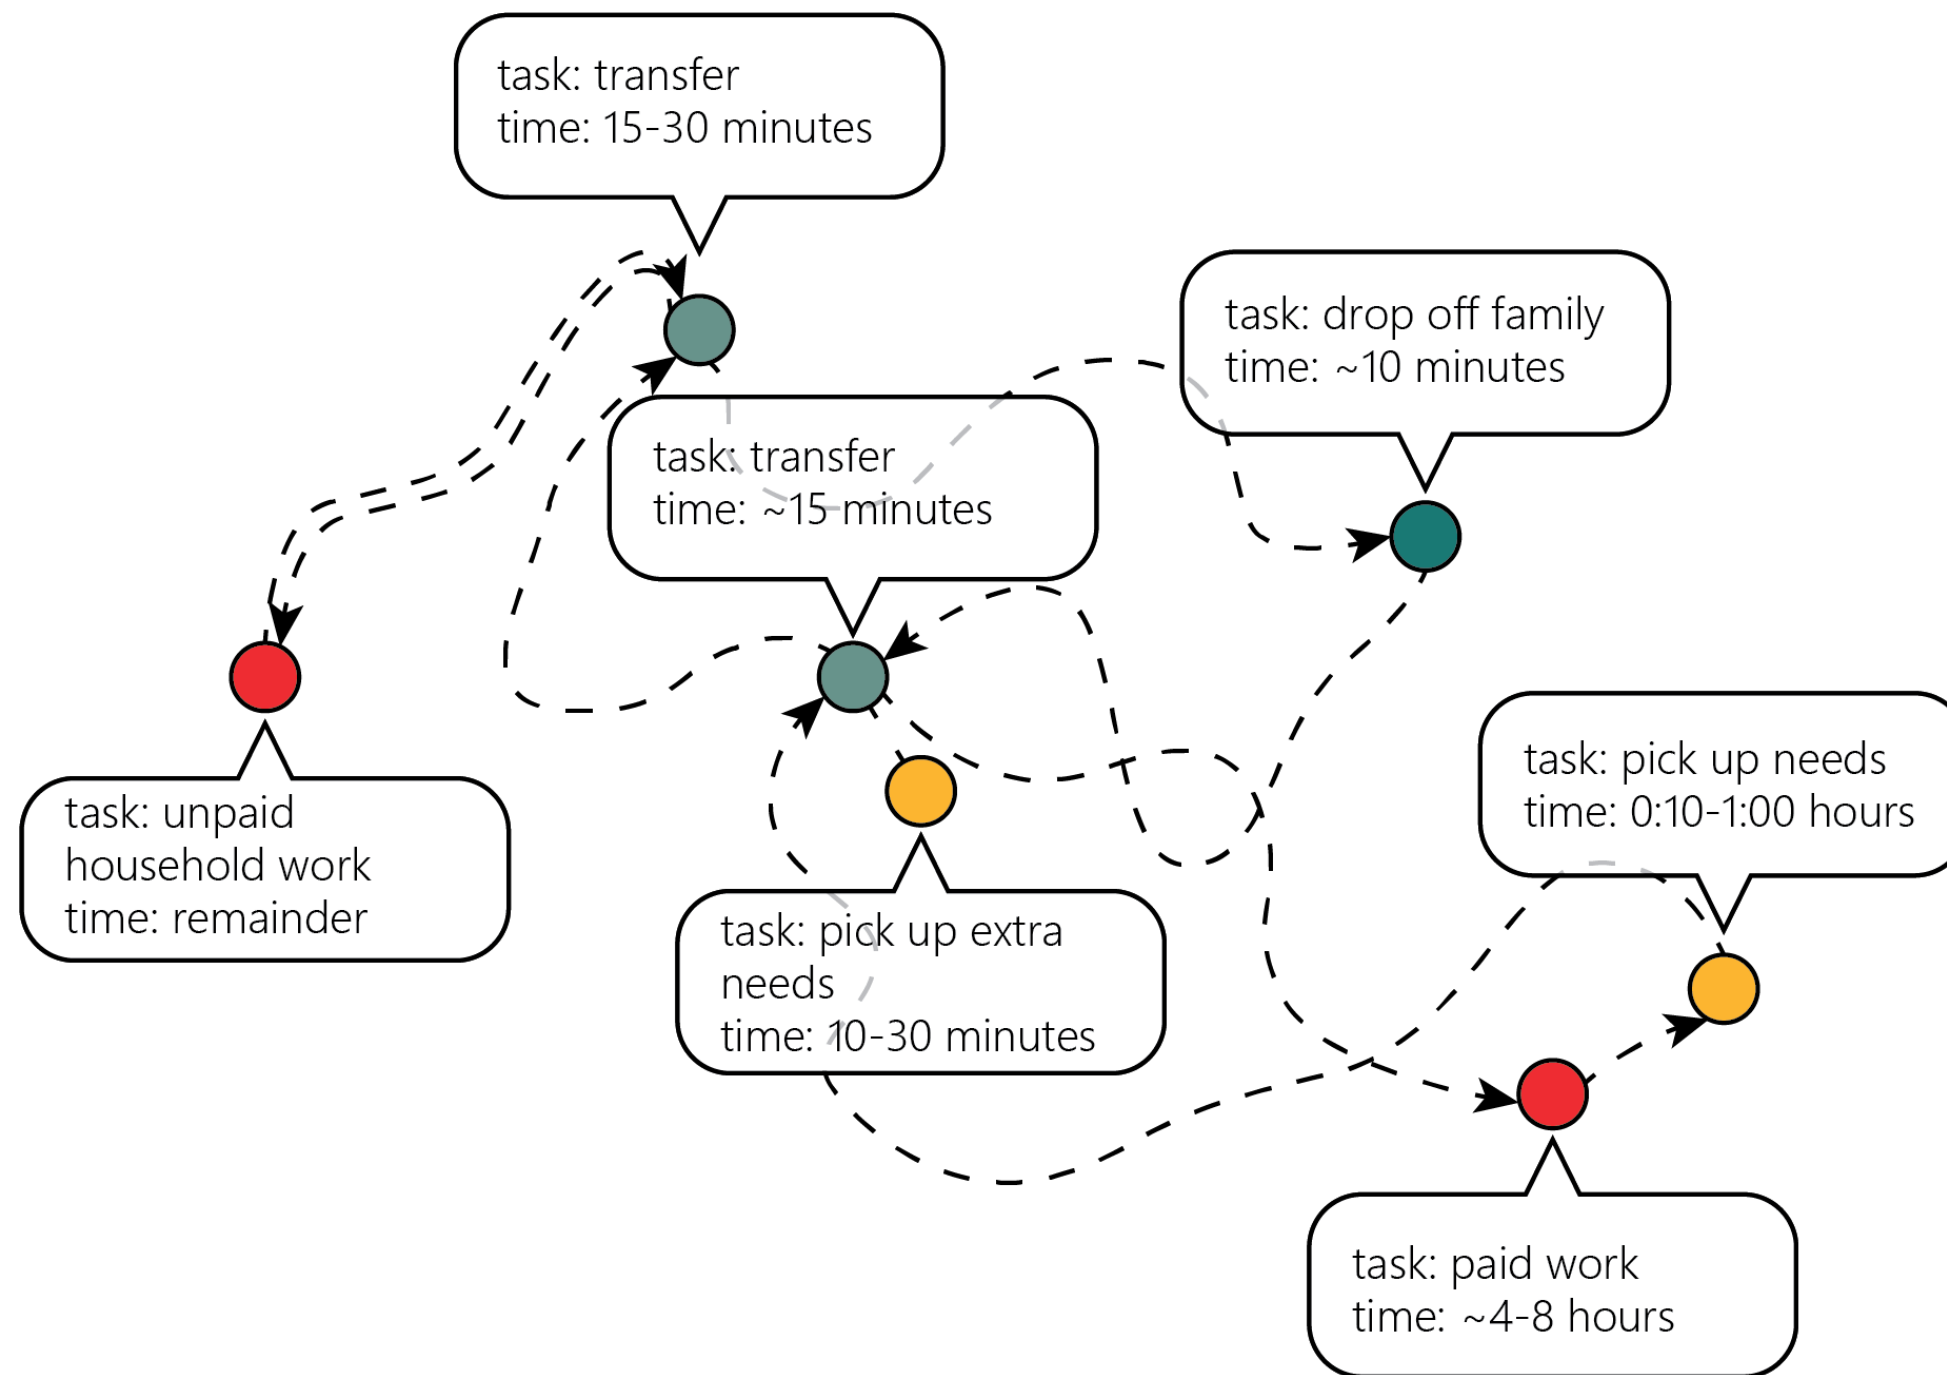 task: transfer
time: 15-30 minutes
task: drop off family
time: ~10 minutes
task: transfer
time: ~15 minutes
task: pick up needs
time: 0:10-1:00 hours
task: unpaid
household work
time: remainder
task: pick up extra
needs
time: 10-30 minutes
task: paid work
time: ~4-8 hours